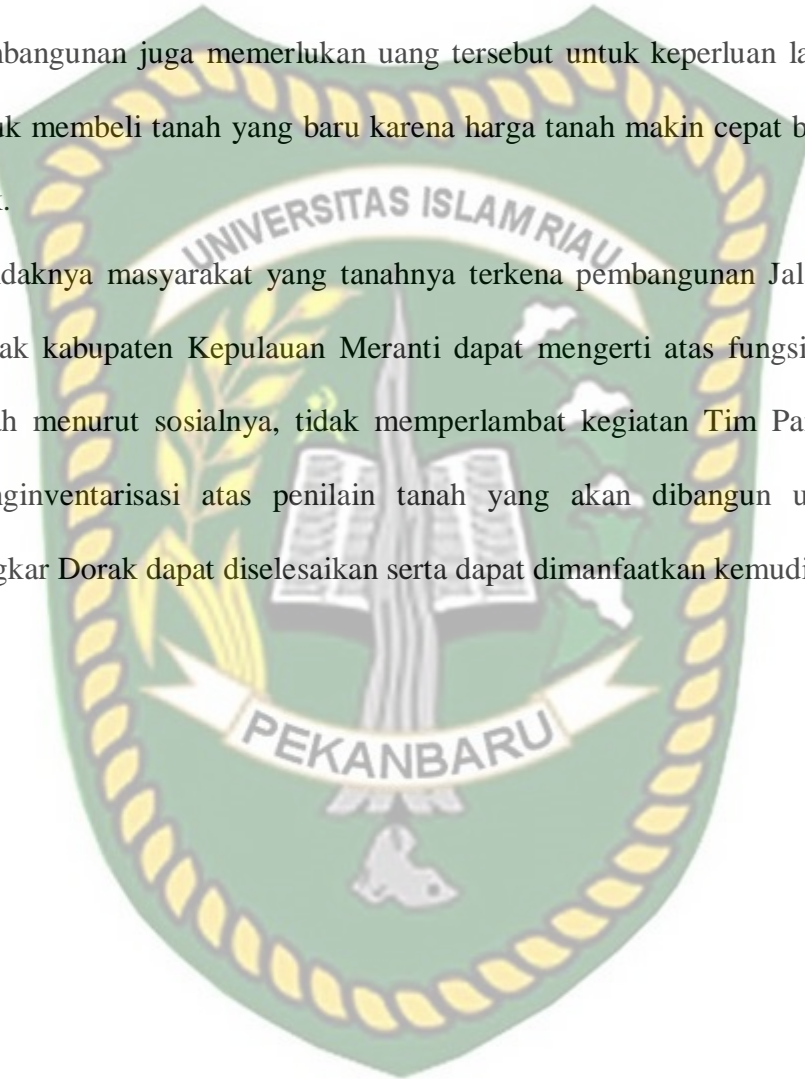 mbangunan juga memerlukan uang tersebut untuk keperluan la
uk membeli tanah yang baru karena harga tanah makin cepat b
UNIVERSITAS ISLAM RIAU
daknya masyarakat yang tanahnya terkena pembangunan Jal
ak kabupaten Kepulauan Meranti dapat mengerti atas fungsi
ah menurut sosialnya, tidak memperlambat kegiatan Tim Pa
nginventarisasi atas penilain tanah yang akan dibangun u
gkar Dorak dapat diselesaikan serta dapat dimanfaatkan kemudi
PEKANBARU